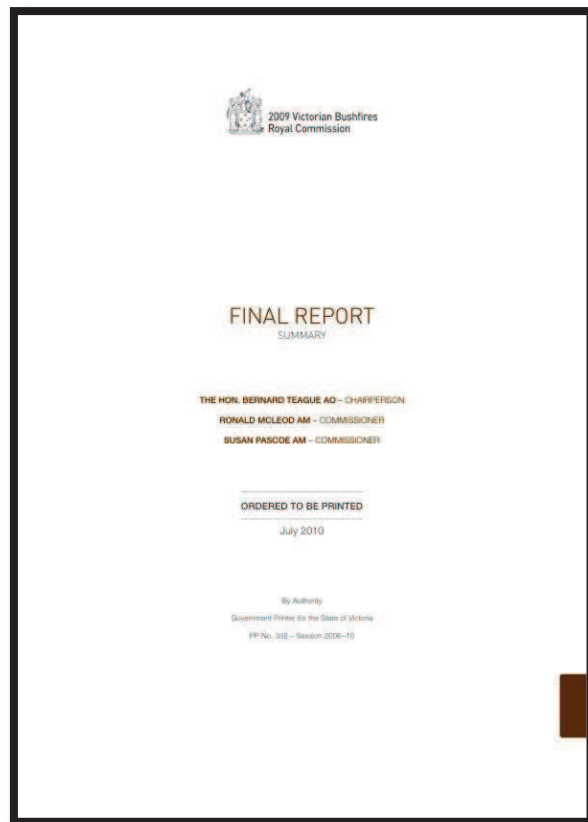 2009 Victorian Bushfires
Royal Commission
FINAL REPORT
SUMMARY
THE HON. BERNARD TEAGUE AO – CHAIRPERSON
RONALD MCLEOD AM – COMMISSIONER
SUSAN PASCOE AM – COMMISSIONER
ORDERED TO BE PRINTED
July 2010
By Authority
Government Printer for the State of Victoria
PP No. 332 – Session 2006–10